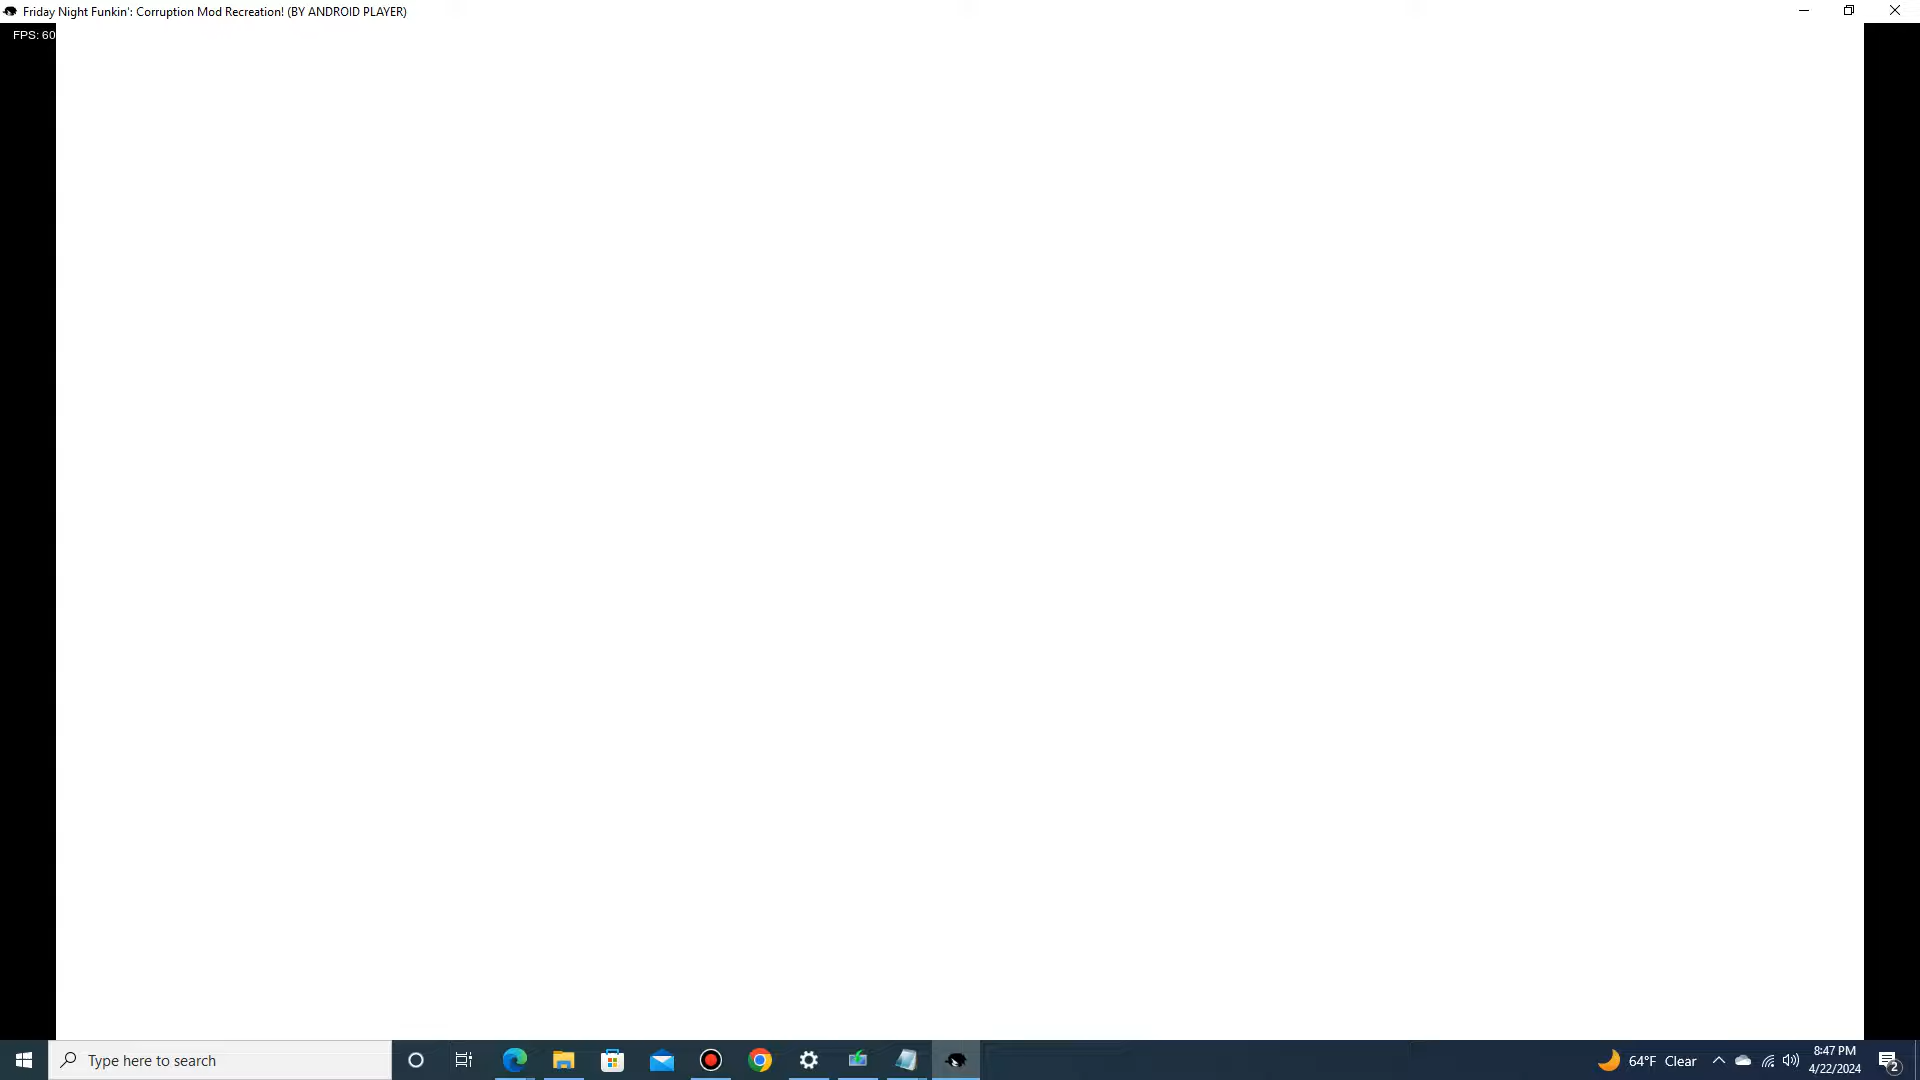 Friday Night Funkin': Corruption Mod Recreation! (BY ANDROID PLAYER)
FPS: 60
Type here to search
64°F Clear
8:47 PM
4/22/2024
2